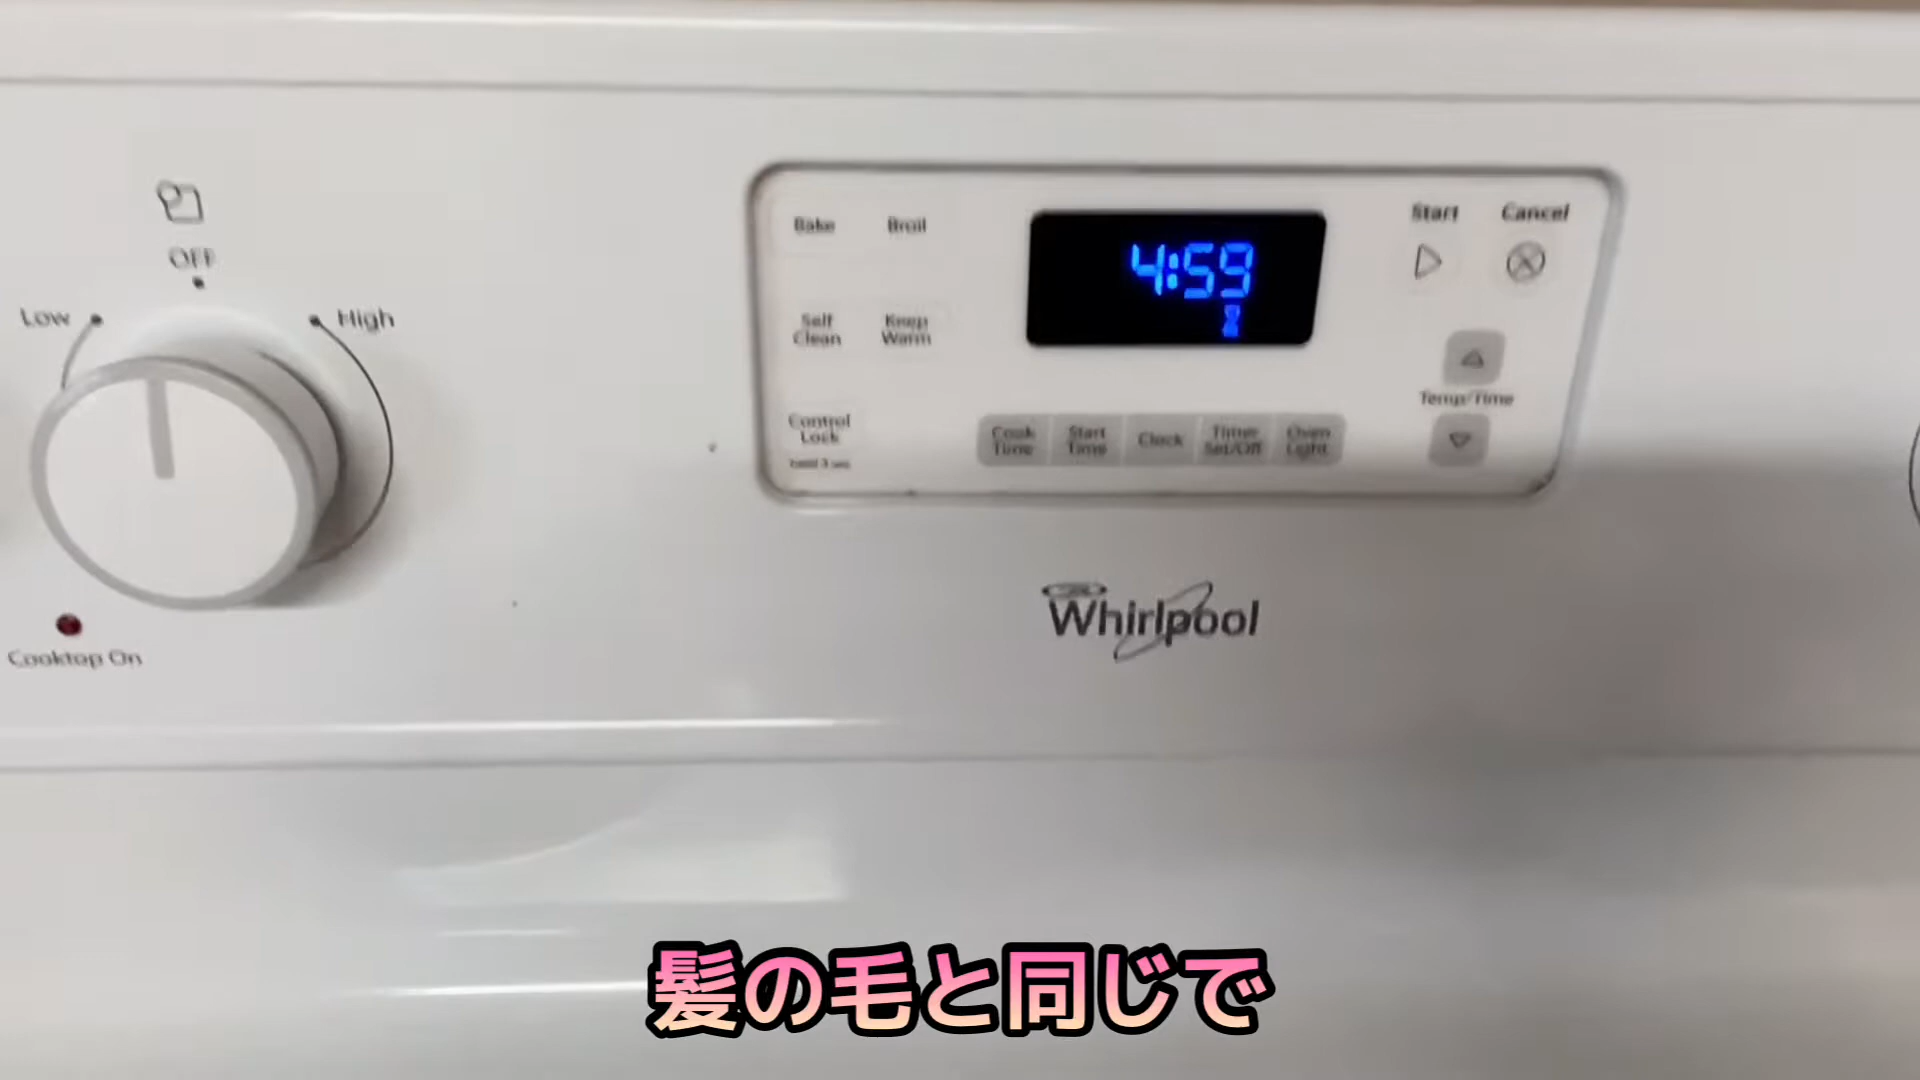 OFF
Low
High
Cooktop On
Bake
Broil
Self
Clean
Keep
Warm
Control
Lock
4:59
Start
Cancel
Temp/Time
Cook
Time
Start
Time
Clock
Timer
Set/Off
Oven
Light
Whirlpool
髪の毛と同じで